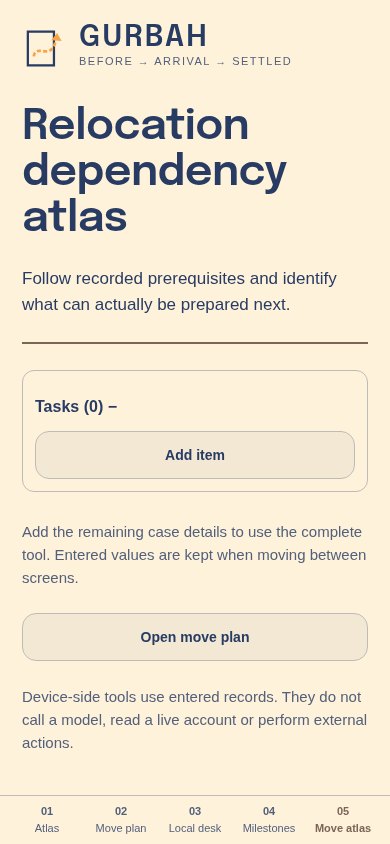 GURBAH
BEFORE → ARRIVAL → SETTLED
Relocation
dependency
atlas
Follow recorded prerequisites and identify
what can actually be prepared next.
Tasks (0) −
Add item
Add the remaining case details to use the complete
tool. Entered values are kept when moving between
screens.
Open move plan
Device-side tools use entered records. They do not
call a model, read a live account or perform external
actions.
01 02 03 04 05
Atlas Move plan Local desk Milestones Move atlas